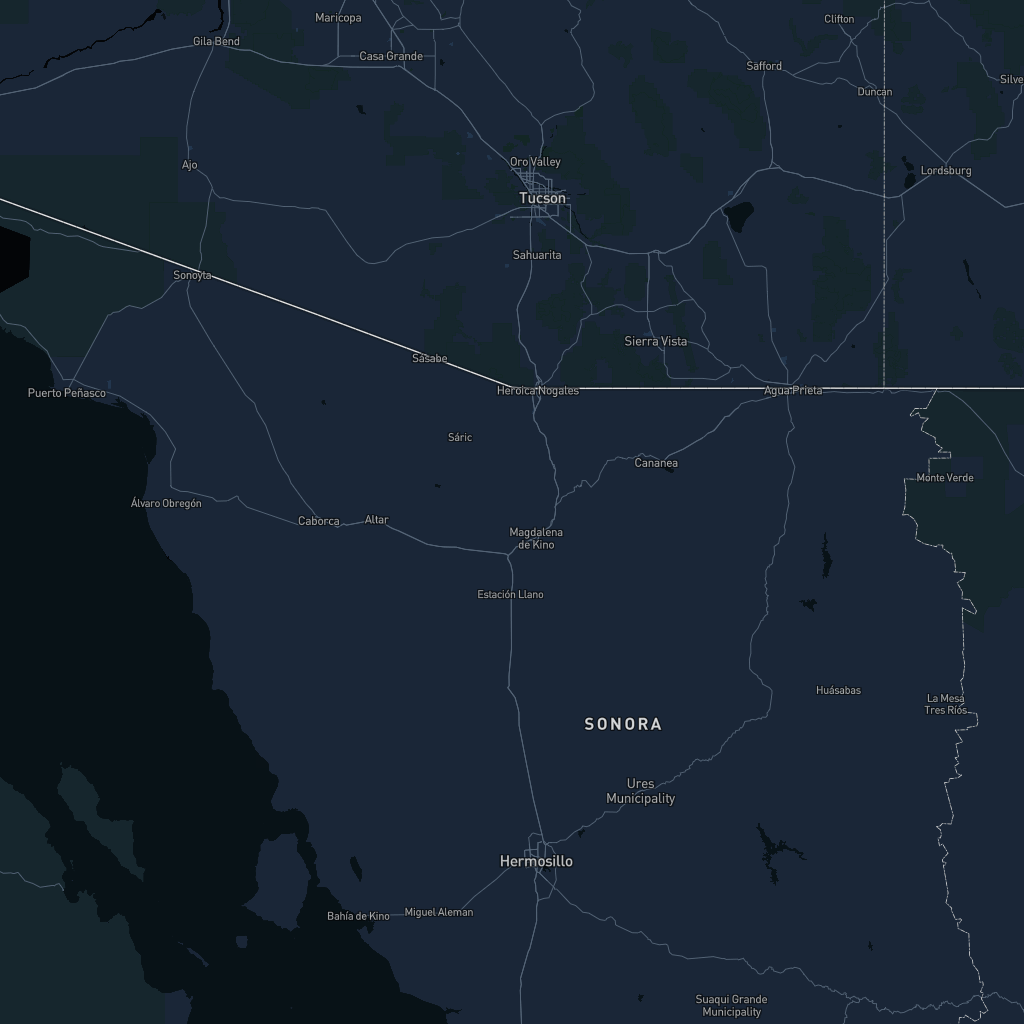 Maricopa
Clifton
Gila Bend
Casa Grande
Safford
Silve
Duncan
Oro Valley
Ajo
Lordsburg
Tucson
Sahuarita
Sonoyta
Sierra Vista
Sásabe
Puerto Peñasco
Heroica Nogales
Agua Prieta
Sáric
Cananea
Monte Verde
Álvaro Obregón
Caborca
Altar
Magdalena
de Kino
Estación Llano
Huásabas
La Mesa
Tres Ríos
SONORA
Ures
Municipality
Hermosillo
Bahía de Kino
Miguel Aleman
Suaqui Grande
Municipality